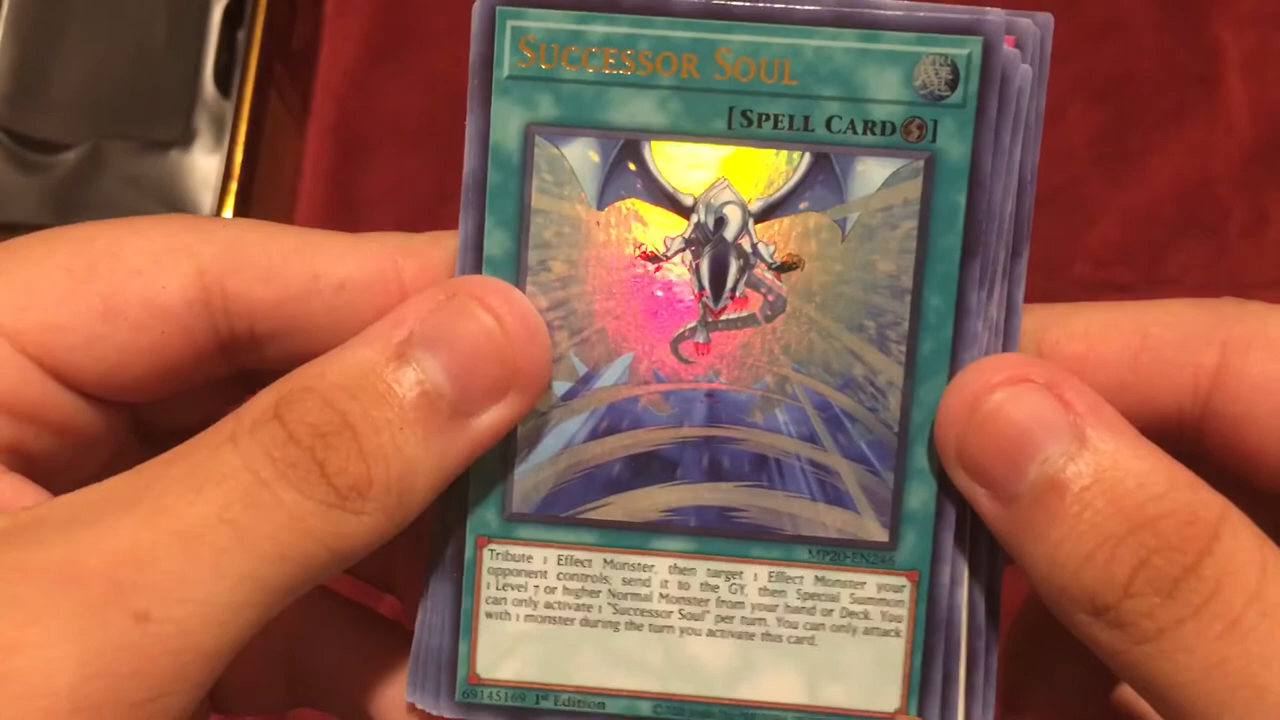 SUCCESSOR SOUL
魔
[SPELL CARD]
MP20-EN246
Tribute 1 Effect Monster, then target 1 Effect Monster your
opponent controls; send it to the GY, then Special Summon
1 Level 7 or higher Normal Monster from your hand or Deck. You
can only activate 1 "Successor Soul" per turn. You can only attack
with 1 monster during the turn you activate this card.
69145169 1st Edition